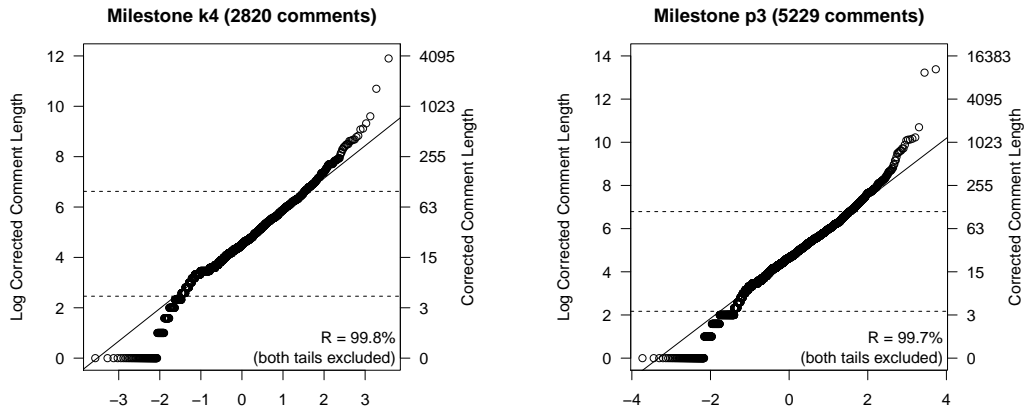 Milestone k4 (2820 comments)
12
10
8
6
4
2
0
Log Corrected Comment Length
4095
1023
255
63
15
3
0
Corrected Comment Length
R = 99.8%
(both tails excluded)
−3 −2 −1 0 1 2 3
Milestone p3 (5229 comments)
14
12
10
8
6
4
2
0
Log Corrected Comment Length
16383
4095
1023
255
63
15
3
0
Corrected Comment Length
R = 99.7%
(both tails excluded)
−4 −2 0 2 4